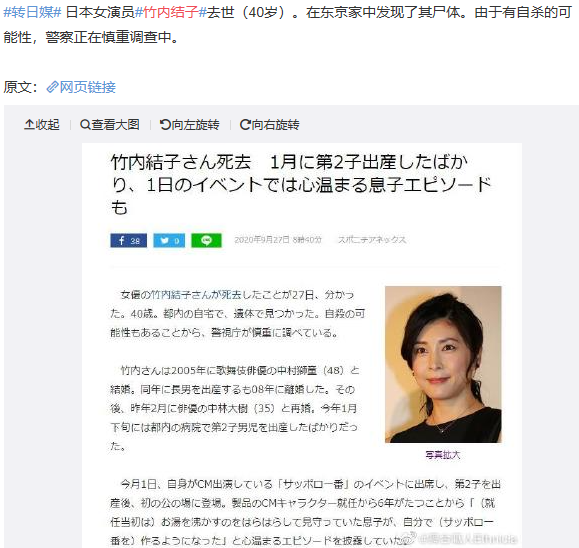 #转日媒# 日本女演员#竹内结子#去世（40岁）。在东京家中发现了其尸体。由于有自杀的可
能性，警察正在慎重调查中。
原文：网页链接
收起 查看大图 向左旋转 向右旋转
竹内結子さん死去　1月に第2子出産したばか
り、1日のイベントでは心温まる息子エピソード
も
38 0 2020年9月27日 8時40分 スポニチアネックス
女優の竹内結子さんが死去したことが27日、分かっ
た。40歳。都内の自宅で、遺体で見つかった。自殺の可
能性もあることから、警視庁が慎重に調べている。
竹内さんは2005年に歌舞伎俳優の中村獅童（48）と
結婚。同年に長男を出産するも08年に離婚した。その
後、昨年2月に俳優の中林大樹（35）と再婚。今年1月
下旬には都内の病院で第2子男児を出産したばかりだっ
た。
写真拡大
今月1日、自身がCM出演している「サッポロ一番」のイベントに出席し、第2子を出
産後、初の公の場に登場。製品のCMキャラクター就任から6年がたつことから「（就
任当初は）お湯を沸かすのをはらはらして見守っていた息子が、自分で（サッポロ一
番を）作るようになった」と心温まるエピソードを披露していた